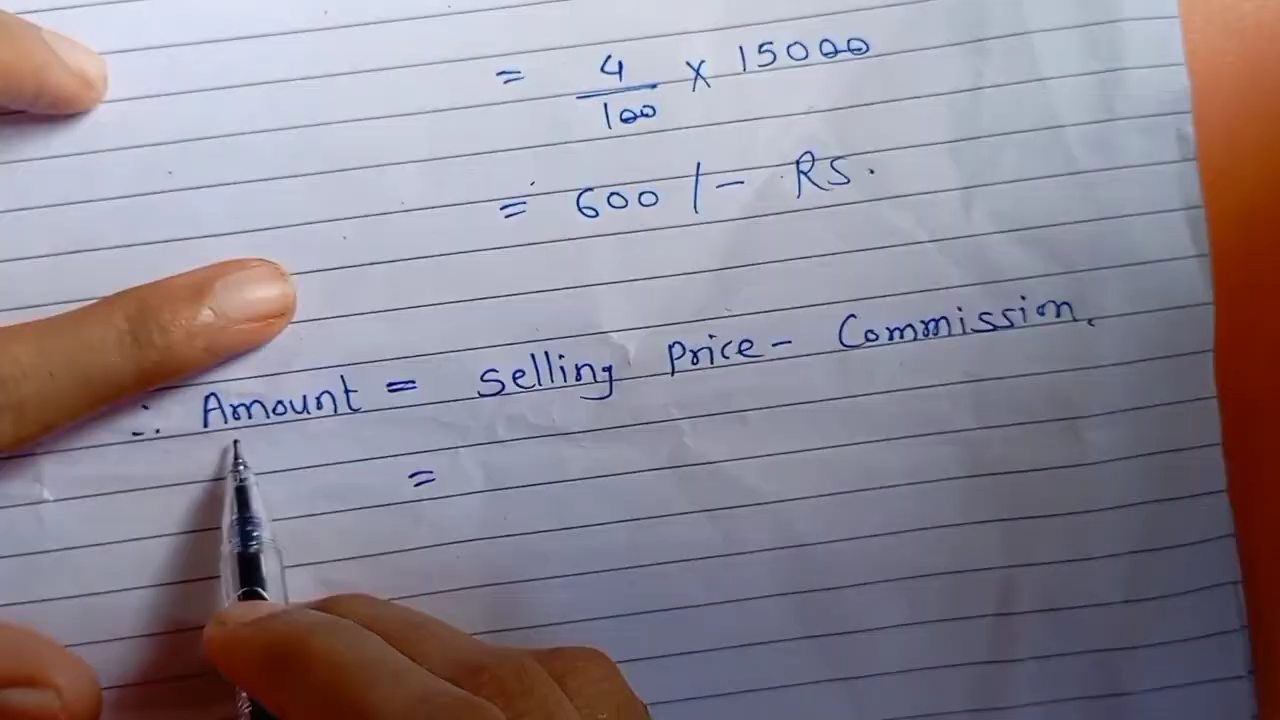 = 4/100 × 15000
= 600/- Rs.
∴ Amount = Selling Price - Commission.
=